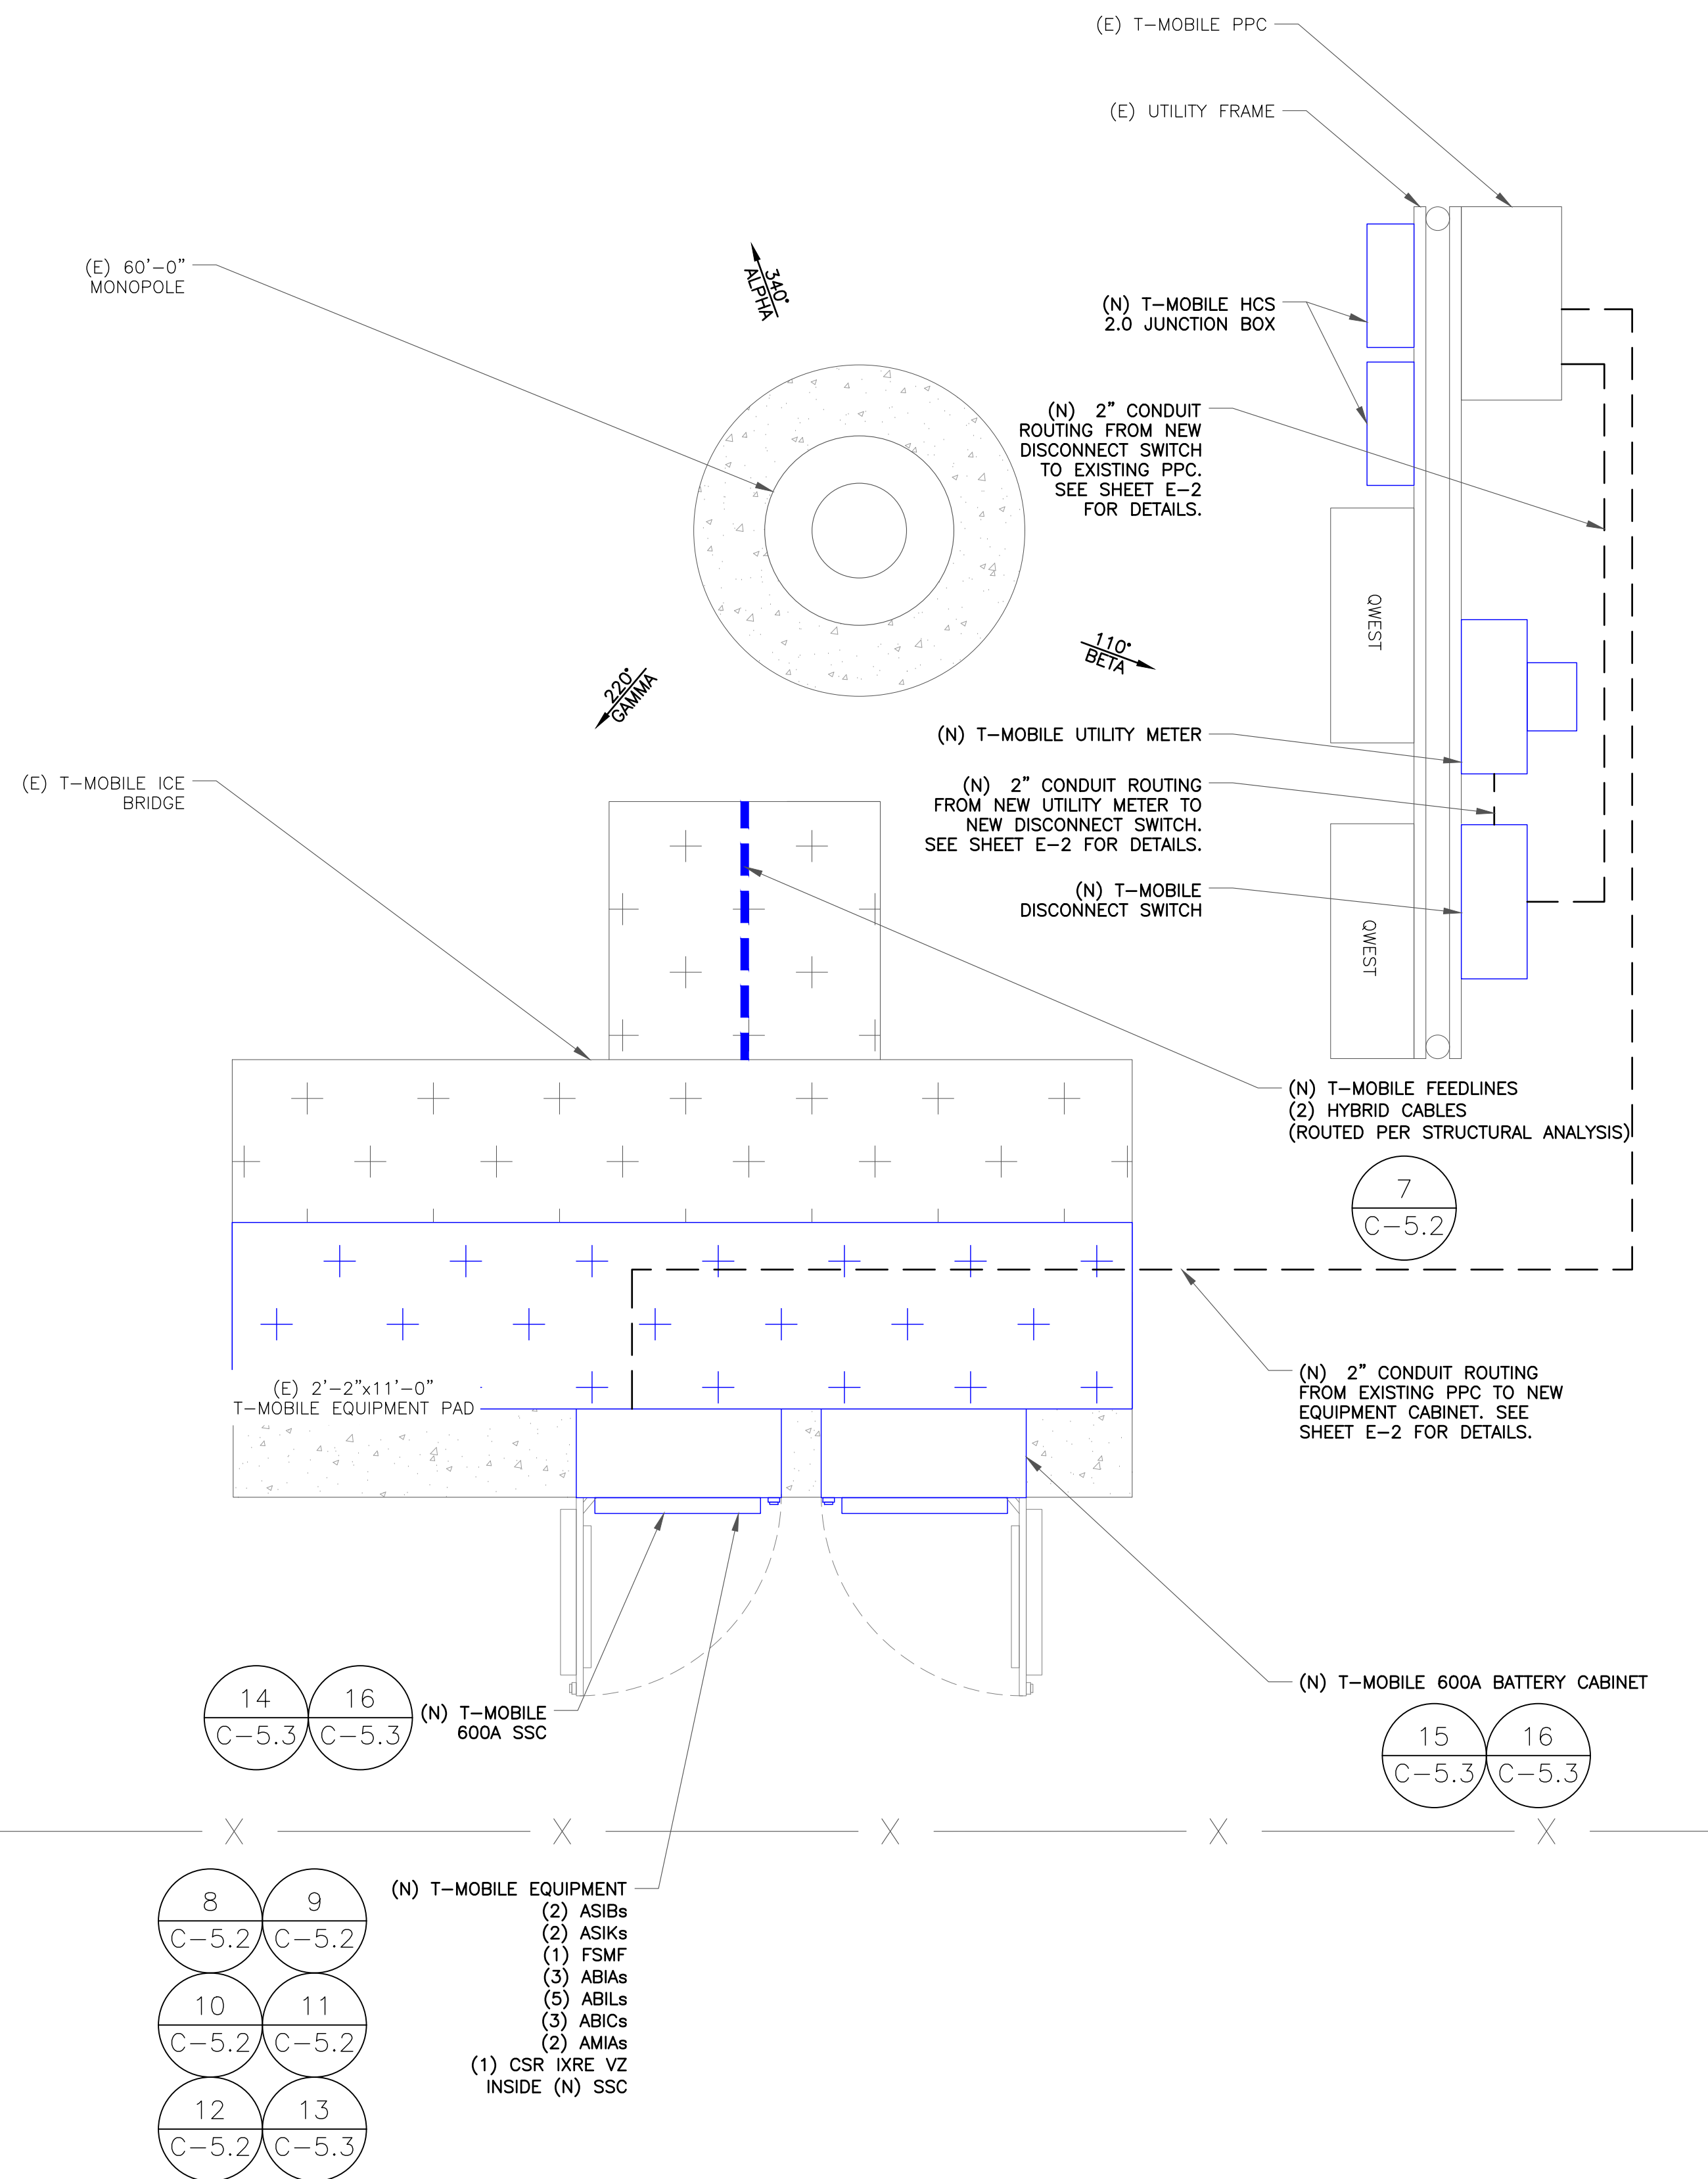 (E) T-MOBILE PPC
(E) UTILITY FRAME
(E) 60'-0"
MONOPOLE
340°
ALPHA
(N) T-MOBILE HCS
2.0 JUNCTION BOX
(N) 2" CONDUIT
ROUTING FROM NEW
DISCONNECT SWITCH
TO EXISTING PPC.
SEE SHEET E-2
FOR DETAILS.
QWEST
110°
BETA
220°
GAMMA
(N) T-MOBILE UTILITY METER
(E) T-MOBILE ICE
BRIDGE
(N) 2" CONDUIT ROUTING
FROM NEW UTILITY METER TO
NEW DISCONNECT SWITCH.
SEE SHEET E-2 FOR DETAILS.
(N) T-MOBILE
DISCONNECT SWITCH
QWEST
(N) T-MOBILE FEEDLINES
(2) HYBRID CABLES
(ROUTED PER STRUCTURAL ANALYSIS)
7
C-5.2
(E) 2'-2"x11'-0"
T-MOBILE EQUIPMENT PAD
(N) 2" CONDUIT ROUTING
FROM EXISTING PPC TO NEW
EQUIPMENT CABINET. SEE
SHEET E-2 FOR DETAILS.
14
C-5.3
16
C-5.3
(N) T-MOBILE
600A SSC
(N) T-MOBILE 600A BATTERY CABINET
15
C-5.3
16
C-5.3
X X X X X
8
C-5.2
9
C-5.2
10
C-5.2
11
C-5.2
12
C-5.2
13
C-5.3
(N) T-MOBILE EQUIPMENT
(2) ASIBs
(2) ASIKs
(1) FSMF
(3) ABIAs
(5) ABILs
(3) ABICs
(2) AMIAs
(1) CSR IXRE VZ
INSIDE (N) SSC